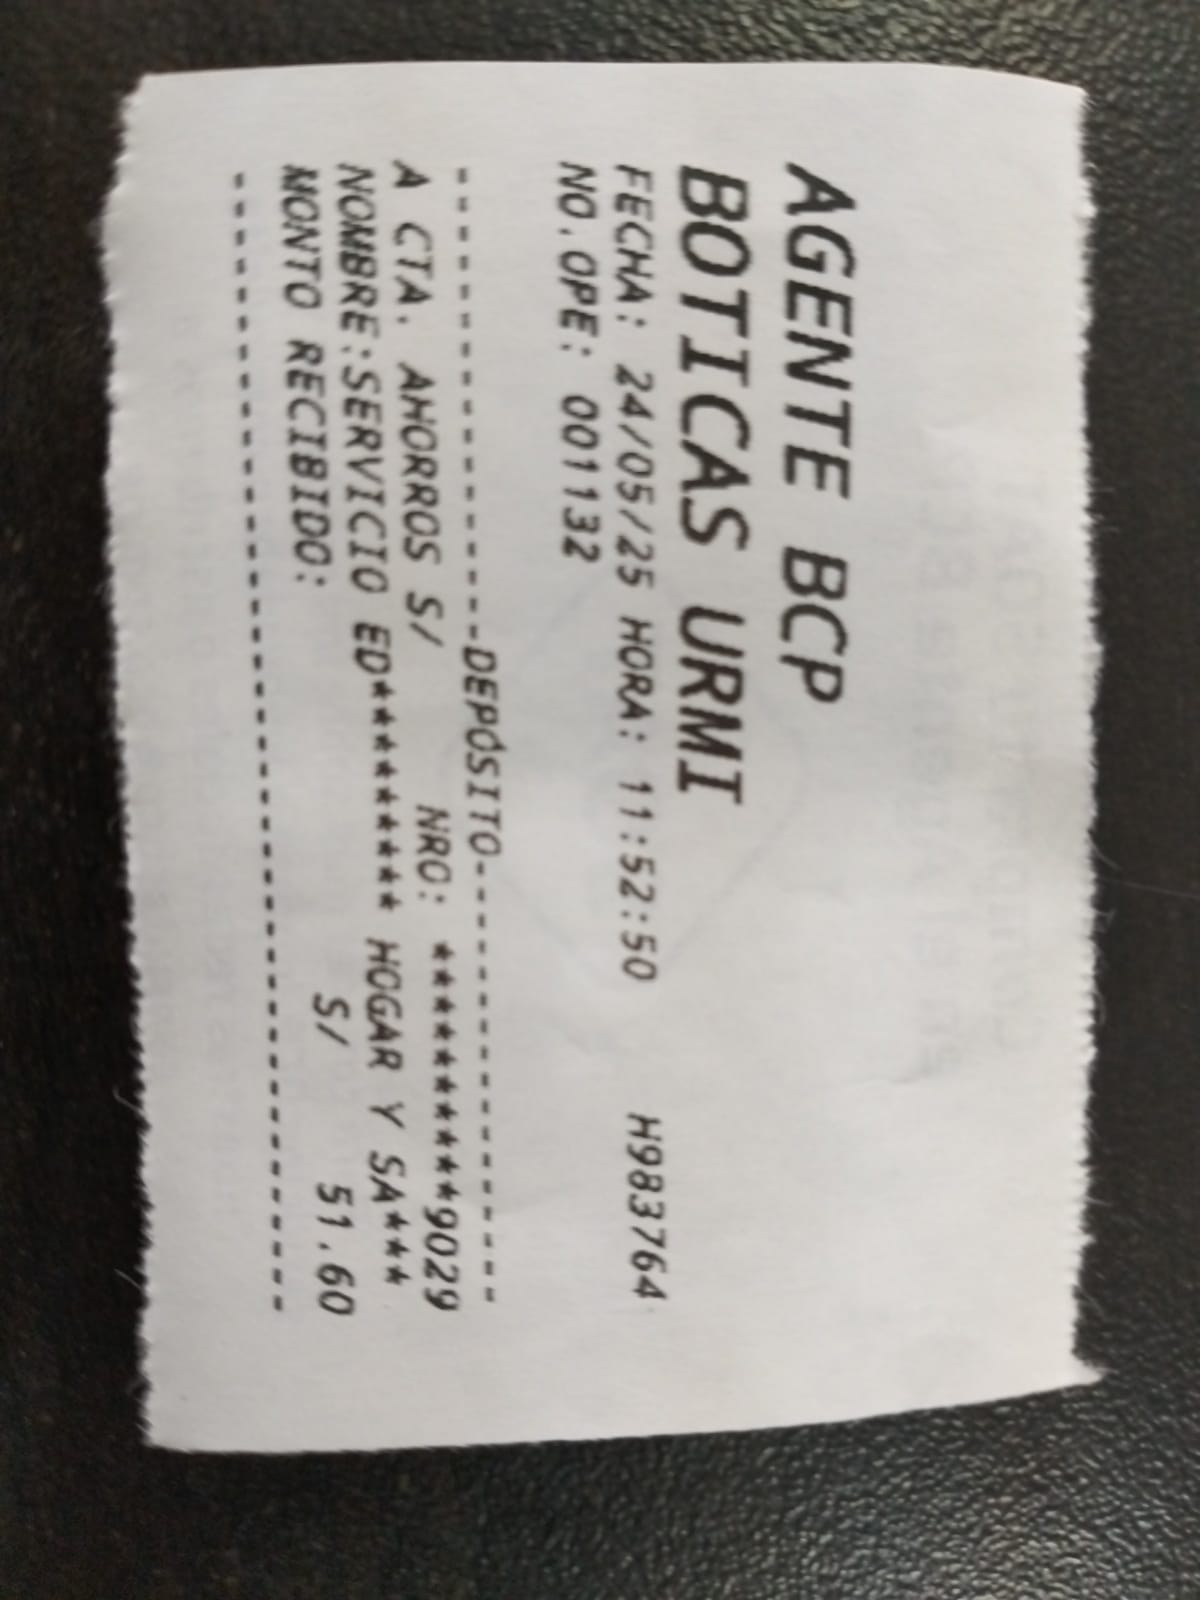 AGENTE BCP
BOTICAS URMI
FECHA: 24/05/25 HORA: 11:52:50 H983764
NO.OPE: 001132
--------------DEPÓSITO----------------
A CTA. AHORROS S/ NRO: **********9029
NOMBRE:SERVICIO ED********* HOGAR Y SA***
MONTO RECIBIDO: S/ 51.60
----------------------------------------